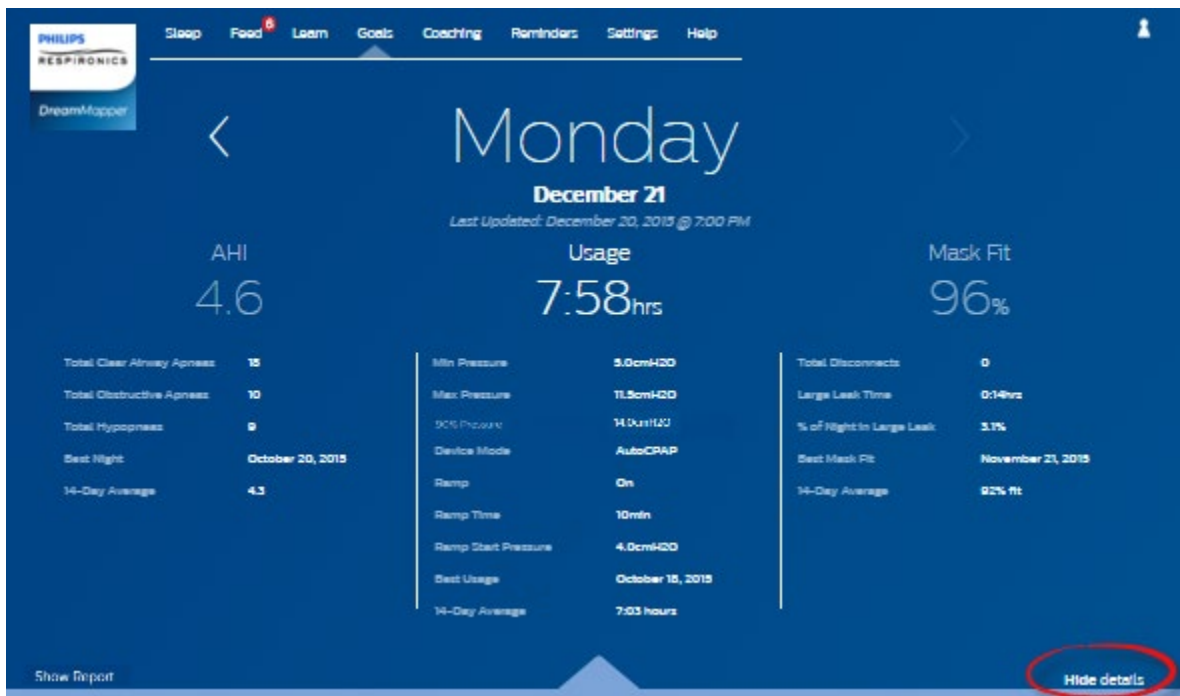 PHILIPS
RESPIRONICS
DreamMapper
Sleep Feed 6 Learn Goals Coaching Reminders Settings Help
Monday
December 21
Last Updated: December 20, 2015 @ 7:00 PM
AHI
4.6
Total Clear Airway Apneas 18
Total Obstructive Apneas 10
Total Hypopneas 9
Best Night October 20, 2015
14-Day Average 4.3
Usage
7:58hrs
Min Pressure 5.0cmH2O
Max Pressure 11.5cmH2O
90% Pressure 14.0cmH2O
Device Mode AutoCPAP
Ramp On
Ramp Time 10min
Ramp Start Pressure 4.0cmH2O
Best Usage October 18, 2015
14-Day Average 7:03 hours
Mask Fit
96%
Total Disconnects 0
Large Leak Time 0:14hrs
% of Night in Large Leak 3.1%
Best Mask Fit November 21, 2015
14-Day Average 92% fit
Show Report
Hide details